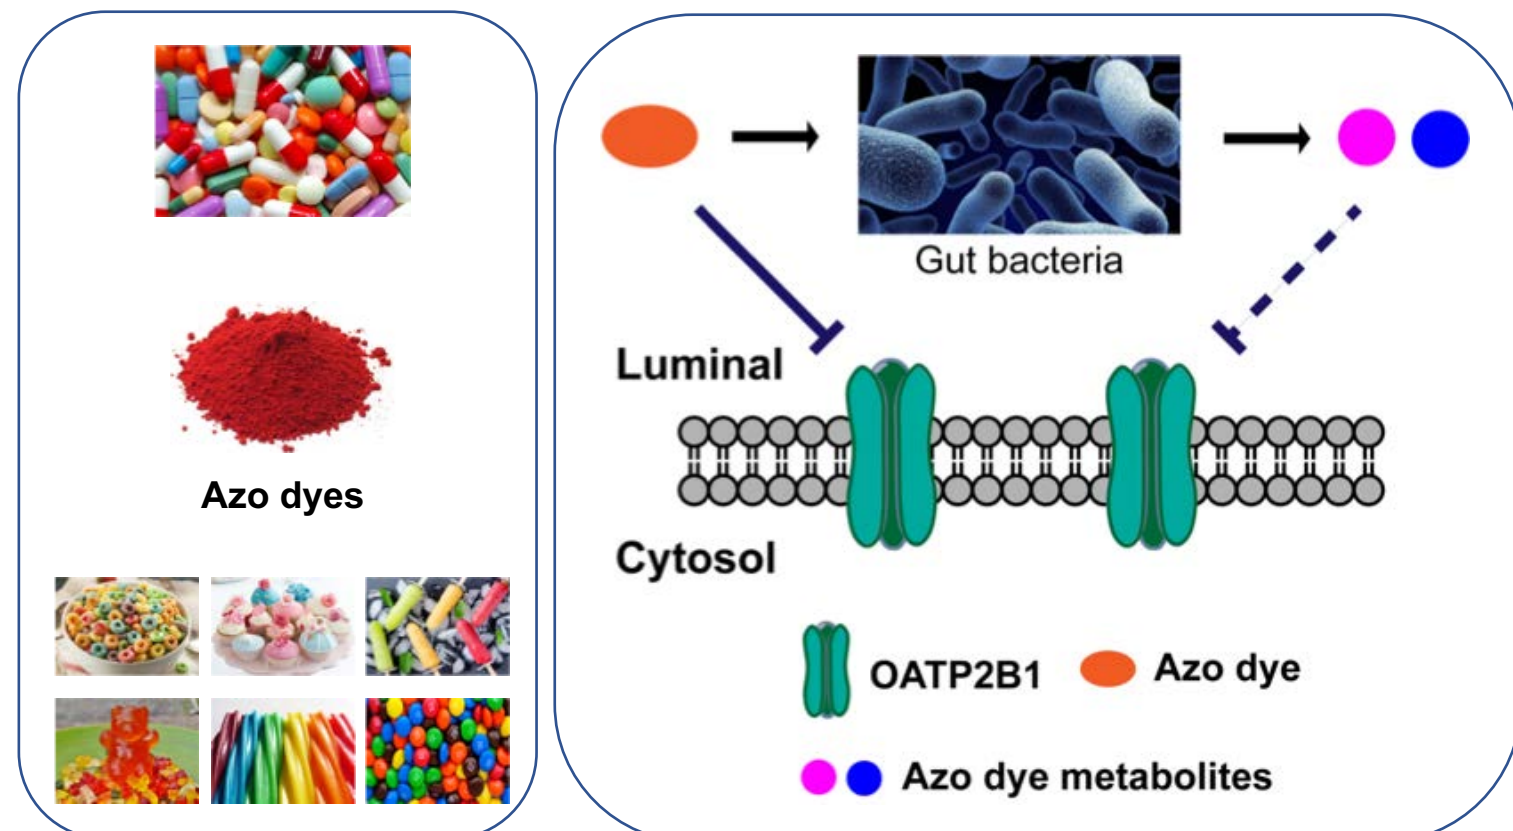 Azo dyes
Gut bacteria
Luminal
Cytosol
OATP2B1
Azo dye
Azo dye metabolites